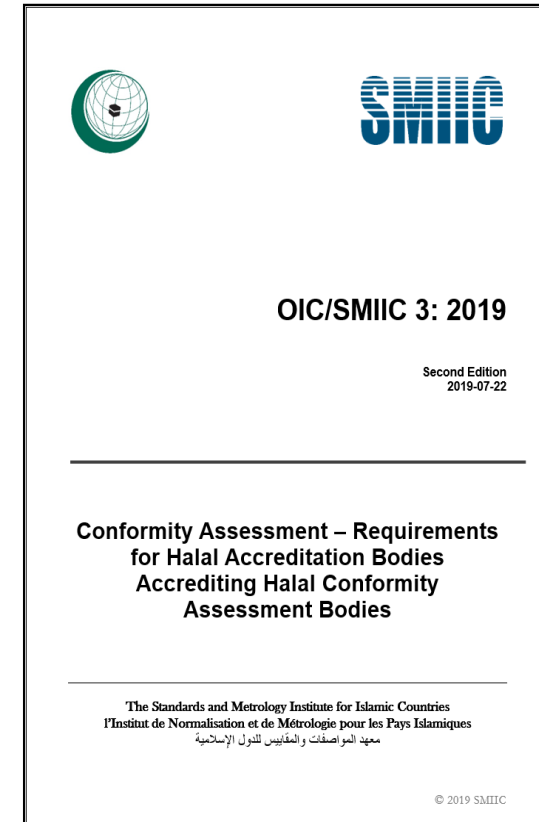 SMIIC
OIC/SMIIC 3: 2019
Second Edition
2019-07-22
Conformity Assessment – Requirements
for Halal Accreditation Bodies
Accrediting Halal Conformity
Assessment Bodies
The Standards and Metrology Institute for Islamic Countries
l’Institut de Normalisation et de Métrologie pour les Pays Islamiques
معهد المواصفات والمقاييس للدول الإسلامية
© 2019 SMIIC